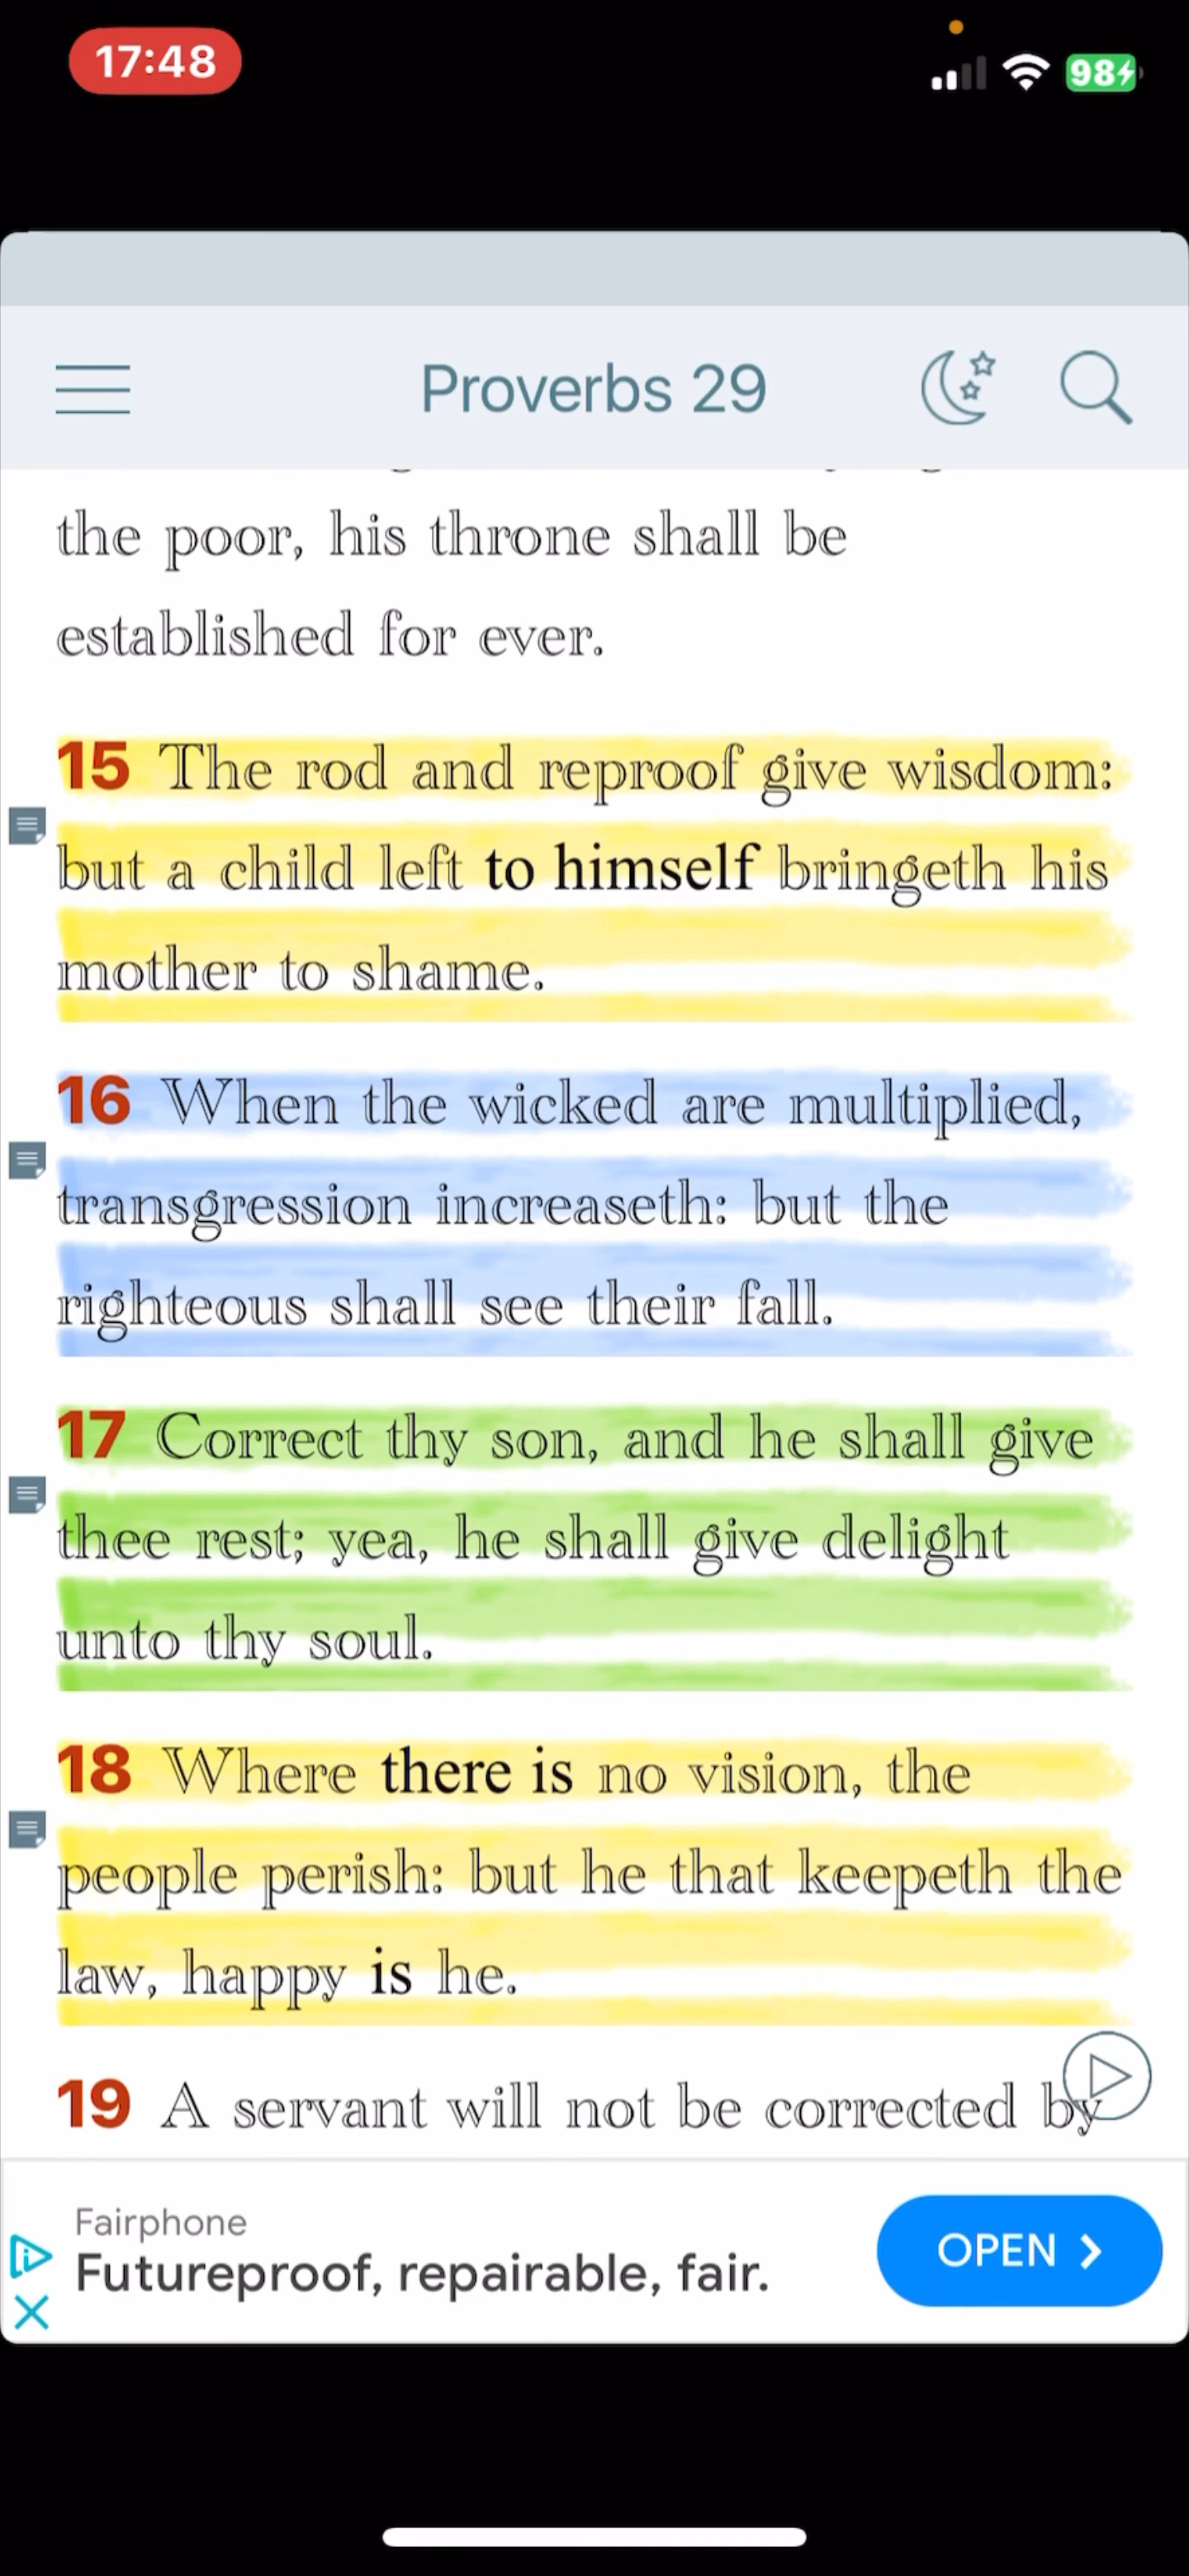 17:48
98
Proverbs 29
the poor, his throne shall be
established for ever.
15 The rod and reproof give wisdom:
but a child left to himself bringeth his
mother to shame.
16 When the wicked are multiplied,
transgression increaseth: but the
righteous shall see their fall.
17 Correct thy son, and he shall give
thee rest; yea, he shall give delight
unto thy soul.
18 Where there is no vision, the
people perish: but he that keepeth the
law, happy is he.
19 A servant will not be corrected by
Fairphone
Futureproof, repairable, fair.
OPEN